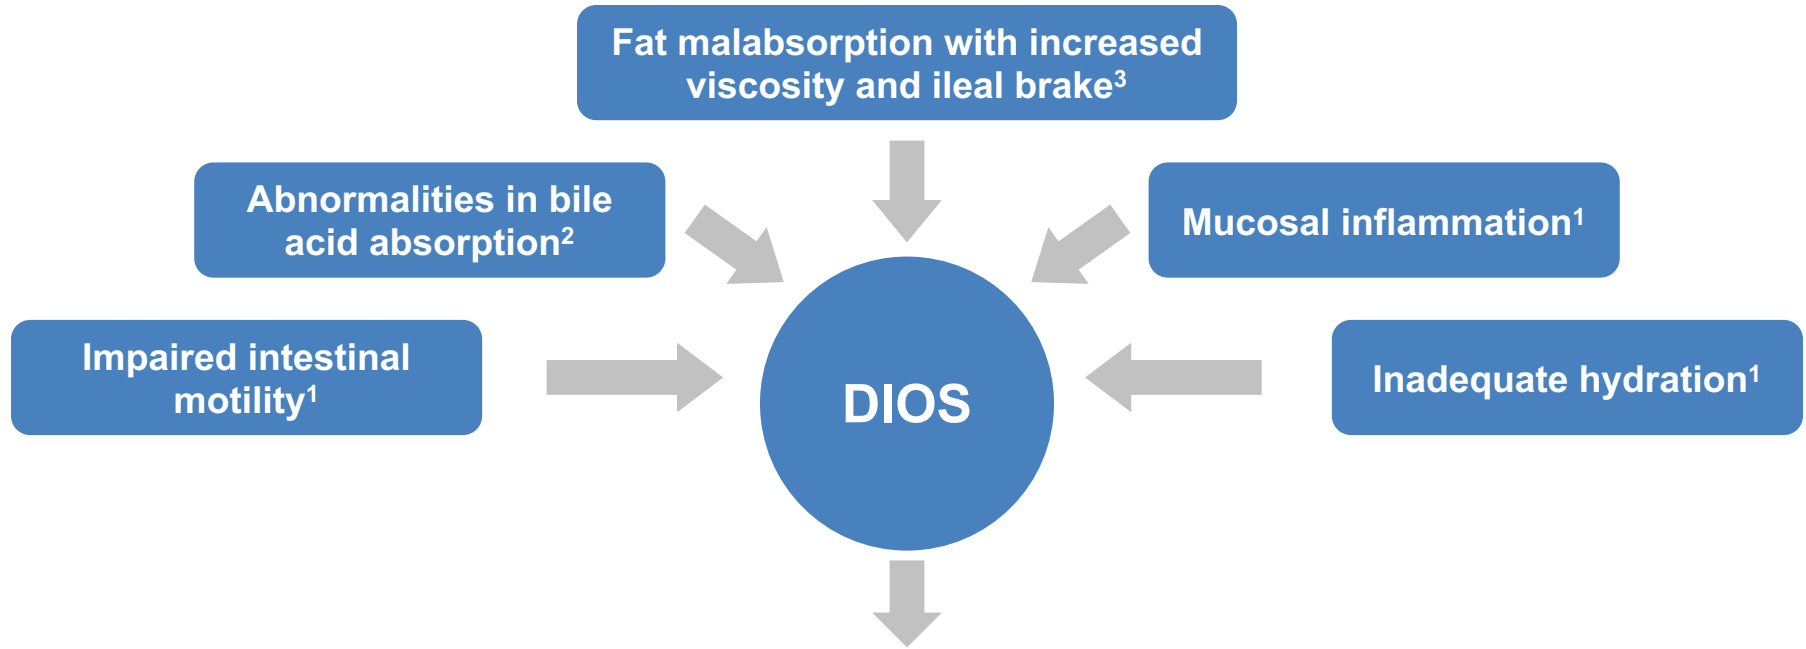 Fat malabsorption with increased
viscosity and ileal brake³
Abnormalities in bile
acid absorption²
Mucosal inflammation¹
Impaired intestinal
motility¹
Inadequate hydration¹
DIOS